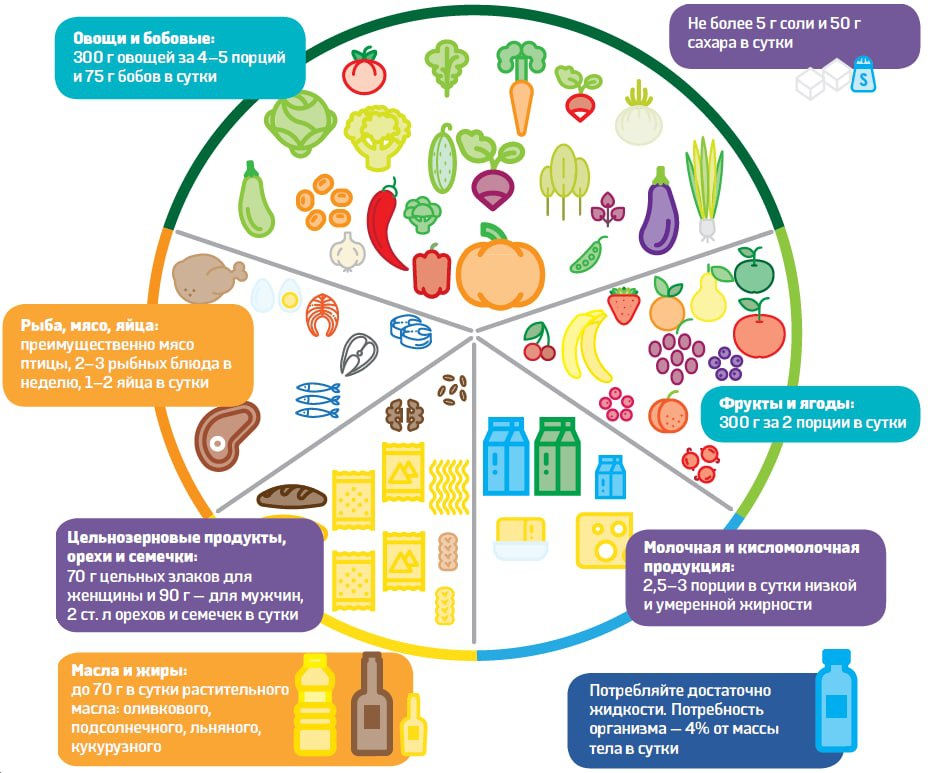 Овощи и бобовые:
300 г овощей за 4–5 порций
и 75 г бобов в сутки
Не более 5 г соли и 50 г
сахара в сутки
S
Рыба, мясо, яйца:
преимущественно мясо
птицы, 2–3 рыбных блюда в
неделю, 1–2 яйца в сутки
Фрукты и ягоды:
300 г за 2 порции в сутки
Цельнозерновые продукты,
орехи и семечки:
70 г цельных злаков для
женщины и 90 г — для мужчин,
2 ст. л орехов и семечек в сутки
Молочная и кисломолочная
продукция:
2,5–3 порции в сутки низкой
и умеренной жирности
Масла и жиры:
до 70 г в сутки растительного
масла: оливкового,
подсолнечного, льняного,
кукурузного
Потребляйте достаточно
жидкости. Потребность
организма — 4% от массы
тела в сутки